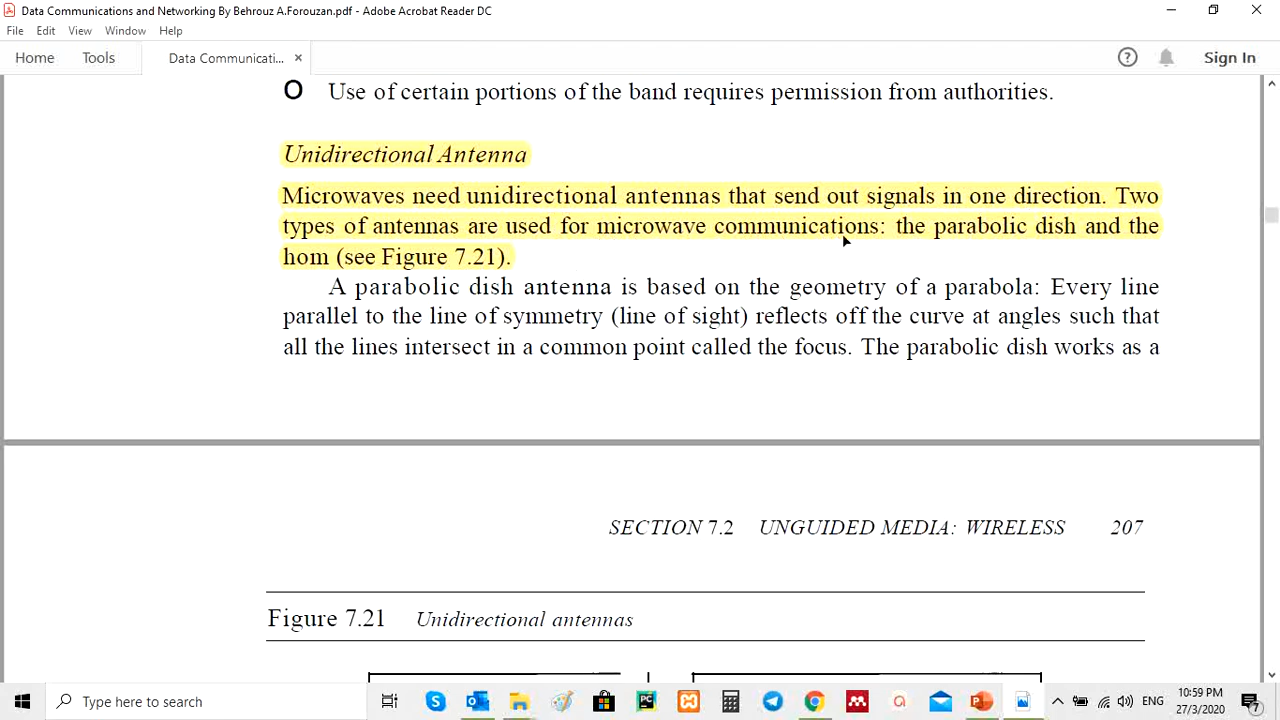 Data Communications and Networking By Behrouz A.Forouzan.pdf - Adobe Acrobat Reader DC
File Edit View Window Help
Home Tools Data Communicati... × ? Sign In
O Use of certain portions of the band requires permission from authorities.
Unidirectional Antenna
Microwaves need unidirectional antennas that send out signals in one direction. Two
types of antennas are used for microwave communications: the parabolic dish and the
hom (see Figure 7.21).
A parabolic dish antenna is based on the geometry of a parabola: Every line
parallel to the line of symmetry (line of sight) reflects off the curve at angles such that
all the lines intersect in a common point called the focus. The parabolic dish works as a
SECTION 7.2 UNGUIDED MEDIA: WIRELESS 207
Figure 7.21 Unidirectional antennas
Type here to search
ENG
10:59 PM
27/3/2020
7